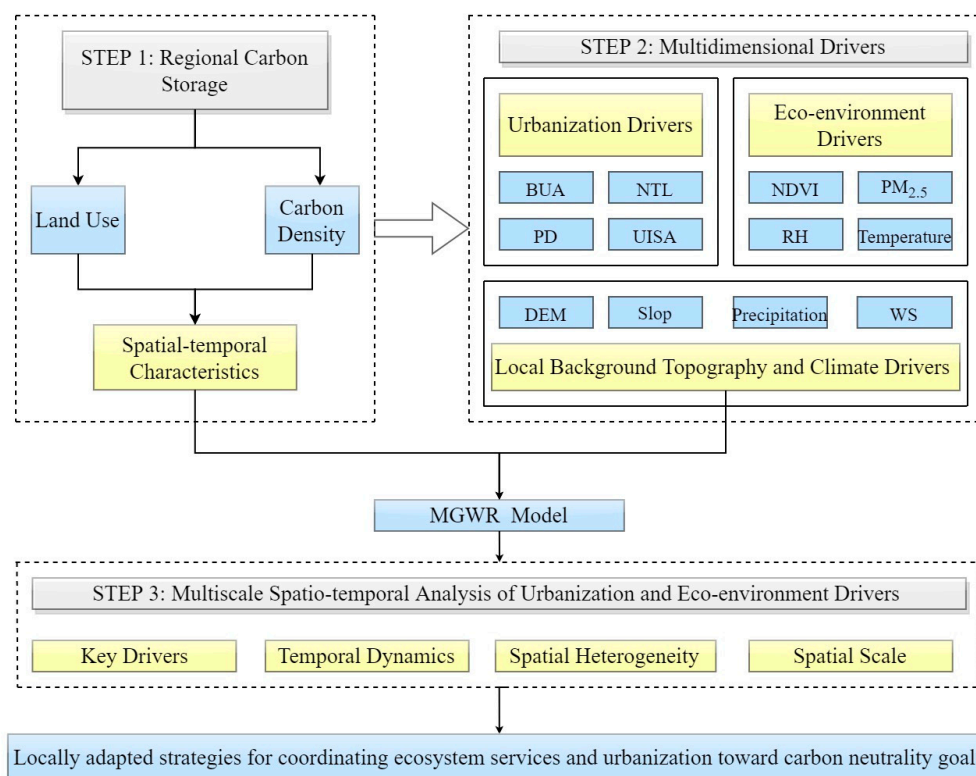 STEP 1: Regional Carbon
Storage
Land Use
Carbon
Density
Spatial-temporal
Characteristics
STEP 2: Multidimensional Drivers
Urbanization Drivers
BUA
NTL
PD
UISA
Eco-environment
Drivers
NDVI
PM2.5
RH
Temperature
DEM
Slop
Precipitation
WS
Local Background Topography and Climate Drivers
MGWR Model
STEP 3: Multiscale Spatio-temporal Analysis of Urbanization and Eco-environment Drivers
Key Drivers
Temporal Dynamics
Spatial Heterogeneity
Spatial Scale
Locally adapted strategies for coordinating ecosystem services and urbanization toward carbon neutrality goal